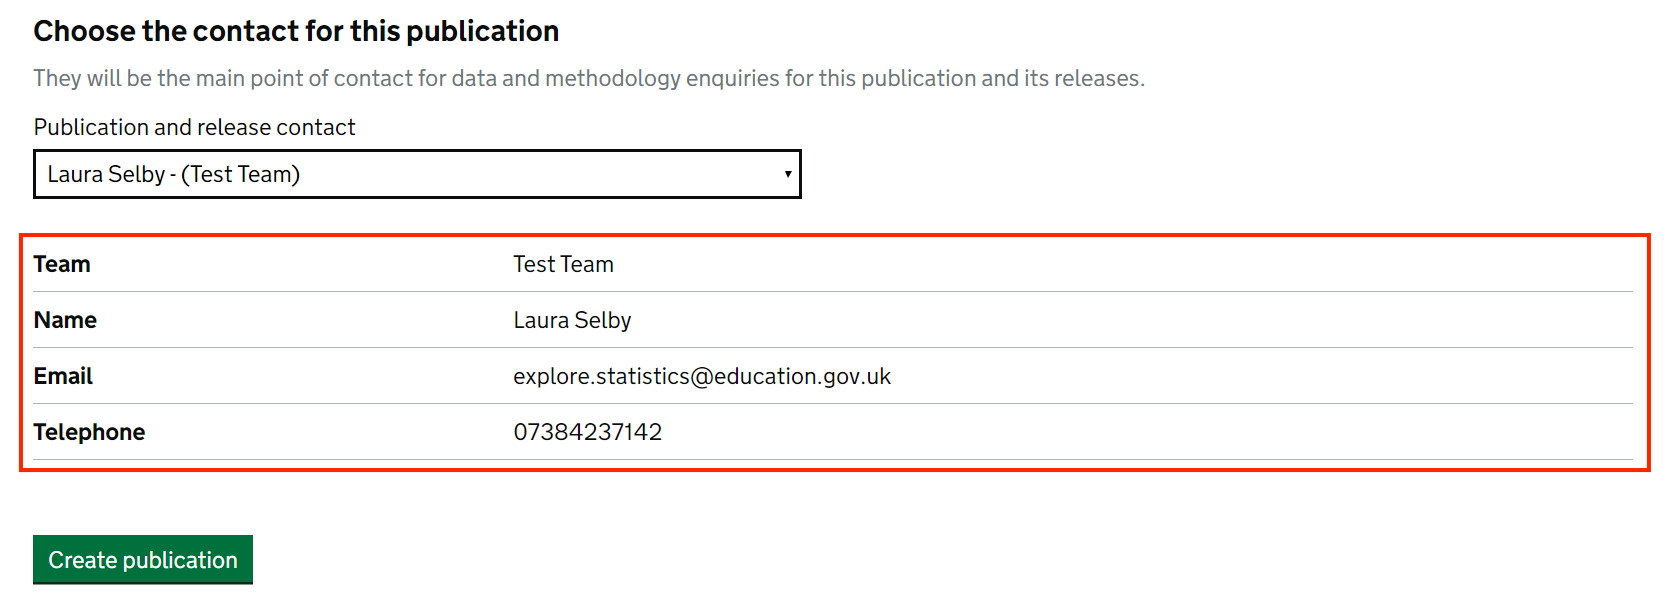 Choose the contact for this publication
They will be the main point of contact for data and methodology enquiries for this publication and its releases.
Publication and release contact
Laura Selby - (Test Team)
Team Test Team
Name Laura Selby
Email explore.statistics@education.gov.uk
Telephone 07384237142
Create publication